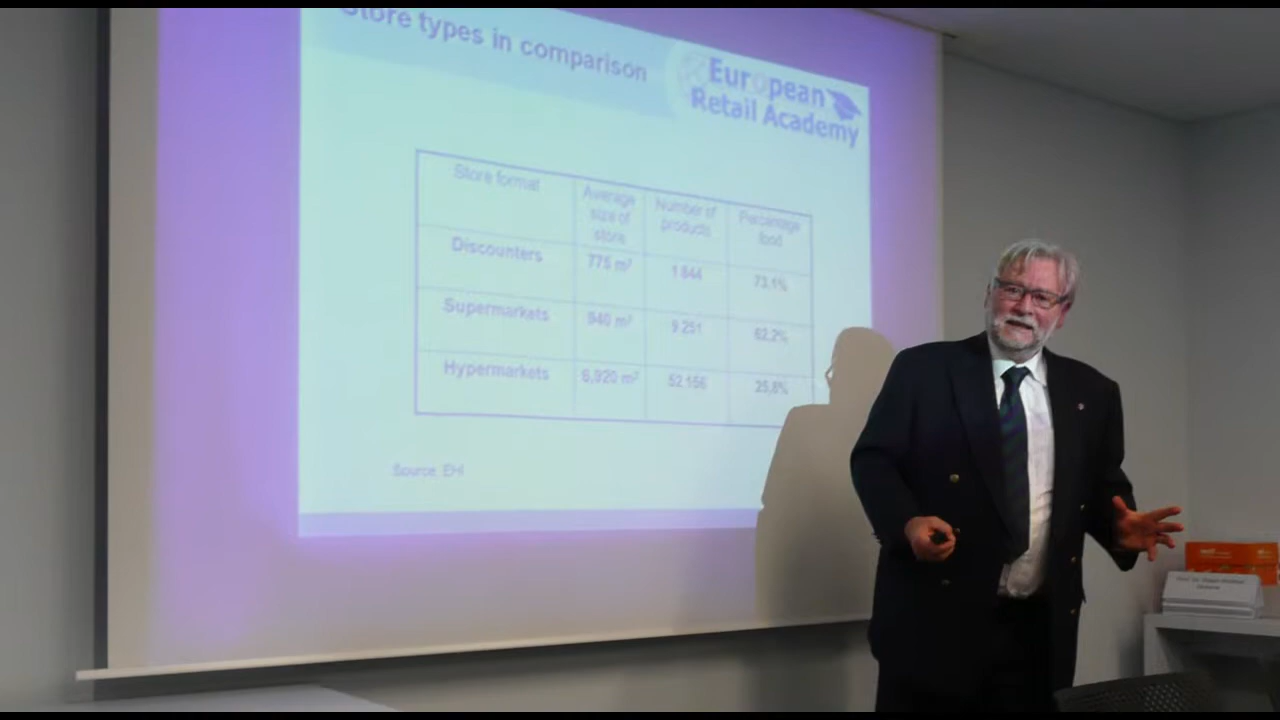 Store types in comparison
European
Retail Academy
Store format
Average
size of
store
Number of
products
Percentage
food
Discounters
775 m²
1 844
73,1%
Supermarkets
940 m²
9 251
62,2%
Hypermarkets
6,920 m²
52 156
25,8%
Source: EHI